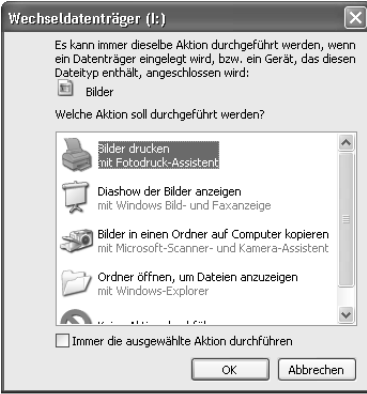 Wechseldatenträger (I:)
Es kann immer dieselbe Aktion durchgeführt werden, wenn
ein Datenträger eingelegt wird, bzw. ein Gerät, das diesen
Dateityp enthält, angeschlossen wird:
Bilder
Welche Aktion soll durchgeführt werden?
Bilder drucken
mit Fotodruck-Assistent
Diashow der Bilder anzeigen
mit Windows Bild- und Faxanzeige
Bilder in einen Ordner auf Computer kopieren
mit Microsoft-Scanner- und Kamera-Assistent
Ordner öffnen, um Dateien anzuzeigen
mit Windows-Explorer
Immer die ausgewählte Aktion durchführen
OK
Abbrechen